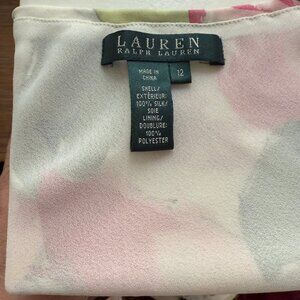 LAUREN
RALPH LAUREN
MADE IN
CHINA
12
SHELL/
EXTÉRIEUR:
100% SILK/
SOIE
LINING/
DOUBLURE:
100%
POLYESTER